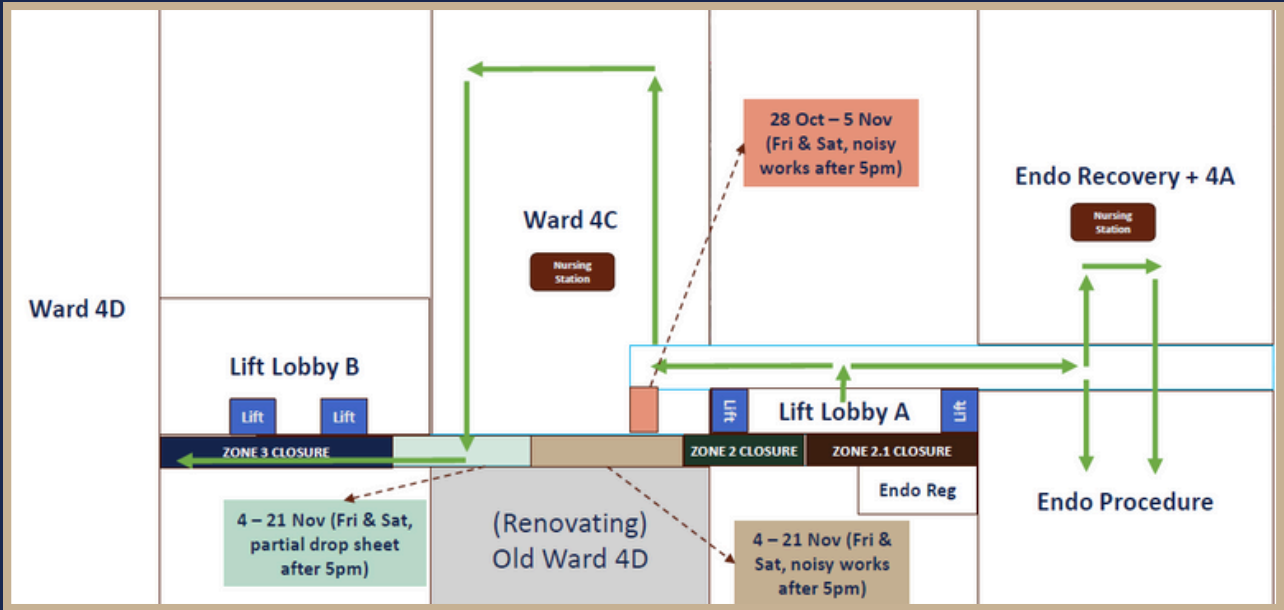 28 Oct – 5 Nov
(Fri & Sat, noisy
works after 5pm)
Endo Recovery + 4A
Nursing
Station
Ward 4C
Nursing
Station
Ward 4D
Lift Lobby B
Lift
Lift
Lift
Lift Lobby A
Lift
ZONE 3 CLOSURE
ZONE 2 CLOSURE
ZONE 2.1 CLOSURE
Endo Reg
Endo Procedure
4 – 21 Nov (Fri & Sat,
partial drop sheet
after 5pm)
(Renovating)
Old Ward 4D
4 – 21 Nov (Fri &
Sat, noisy works
after 5pm)